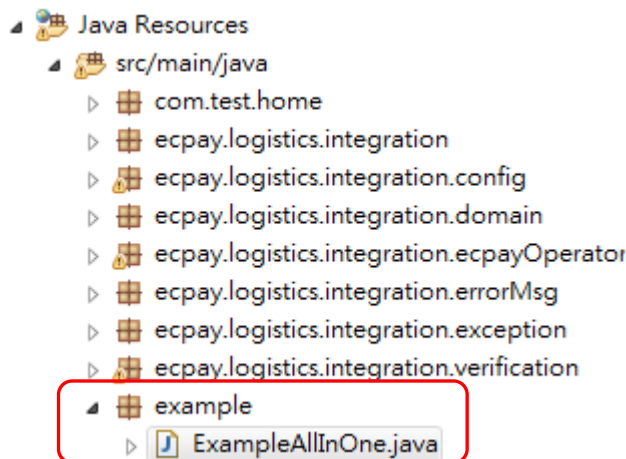 Java Resources
src/main/java
com.test.home
ecpay.logistics.integration
ecpay.logistics.integration.config
ecpay.logistics.integration.domain
ecpay.logistics.integration.ecpayOperator
ecpay.logistics.integration.errorMsg
ecpay.logistics.integration.exception
ecpay.logistics.integration.verification
example
ExampleAllInOne.java